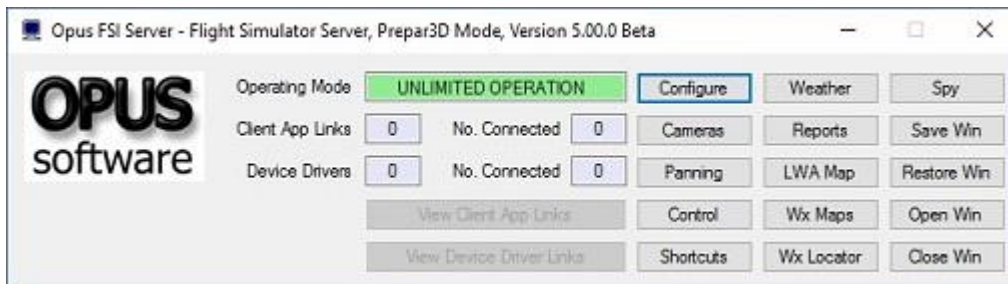 Opus FSI Server - Flight Simulator Server, Prepar3D Mode, Version 5.00.0 Beta
OPUS
software
Operating Mode UNLIMITED OPERATION Configure Weather Spy
Client App Links 0 No. Connected 0 Cameras Reports Save Win
Device Drivers 0 No. Connected 0 Panning LWA Map Restore Win
View Client App Links Control Wx Maps Open Win
View Device Driver Links Shortcuts Wx Locator Close Win